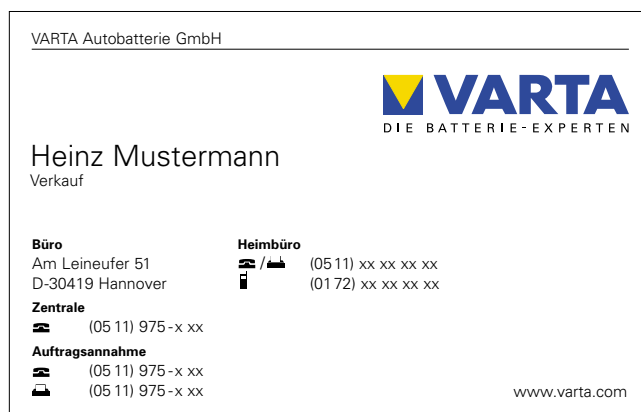 VARTA Autobatterie GmbH
VARTA
DIE BATTERIE-EXPERTEN
Heinz Mustermann
Verkauf
Büro
Am Leineufer 51
D-30419 Hannover
Zentrale
(05 11) 975-x xx
Auftragsannahme
(05 11) 975-x xx
(05 11) 975-x xx
Heimbüro
/ (05 11) xx xx xx xx
(01 72) xx xx xx xx
www.varta.com